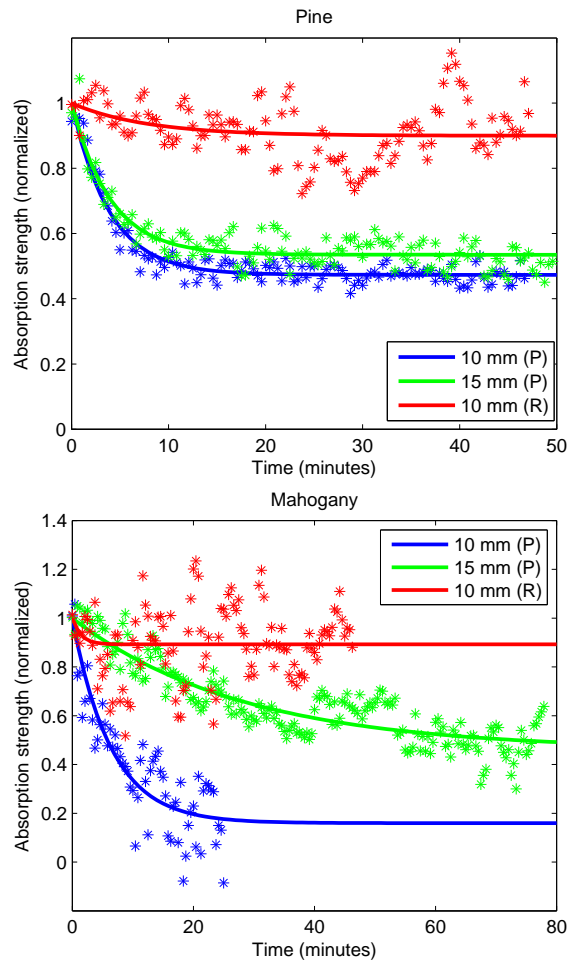 Pine
Absorption strength (normalized)
1
0.8
0.6
0.4
0.2
0
0 10 20 30 40 50
Time (minutes)
10 mm (P)
15 mm (P)
10 mm (R)
Mahogany
Absorption strength (normalized)
1.4
1.2
1
0.8
0.6
0.4
0.2
0
0 20 40 60 80
Time (minutes)
10 mm (P)
15 mm (P)
10 mm (R)